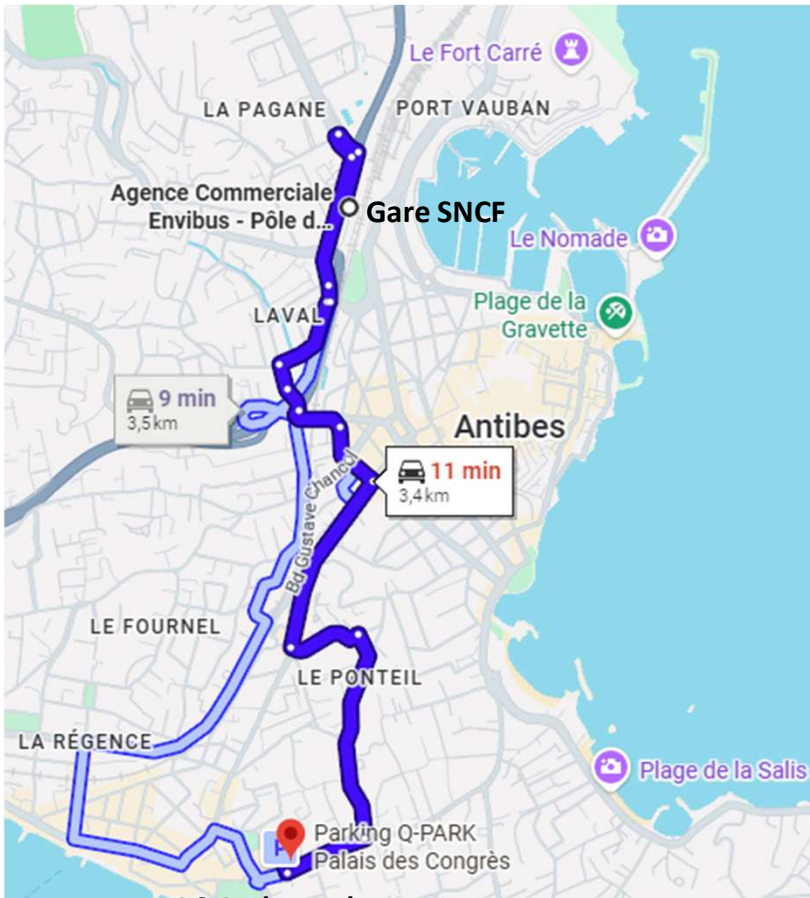 Le Fort Carré
LA PAGANE
PORT VAUBAN
Agence Commerciale
Envibus - Pôle d...
Gare SNCF
Le Nomade
Plage de la
Gravette
LAVAL
9 min
3,5 km
Antibes
11 min
3,4 km
Bd Gustave Chancel
LE FOURNEL
LE PONTEIL
LA RÉGENCE
Plage de la Salis
P
Parking Q-PARK
Palais des Congrès